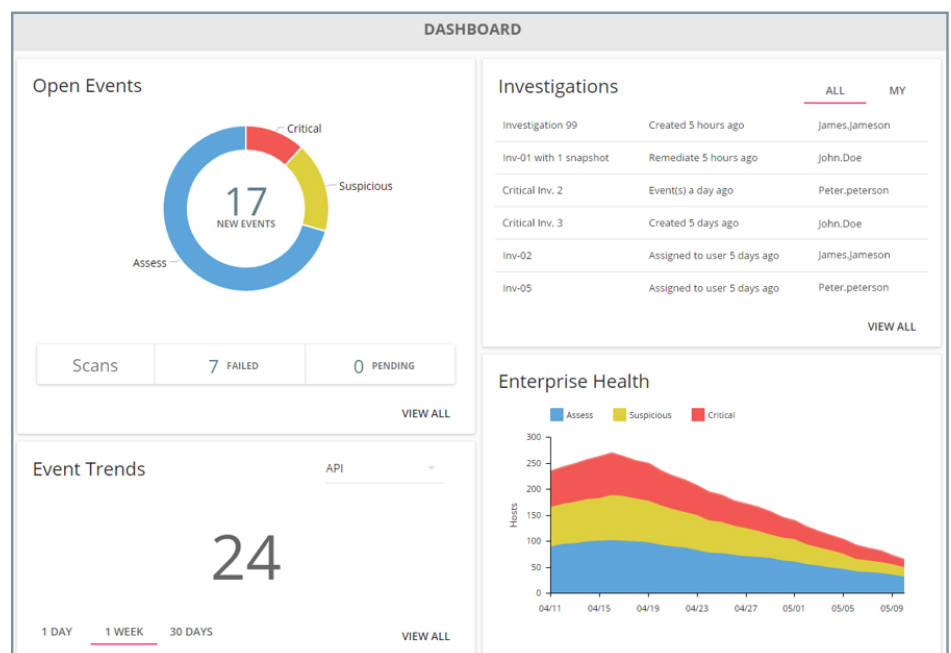 DASHBOARD
Open Events
Critical
Suspicious
17
NEW EVENTS
Assess
Scans 7 FAILED 0 PENDING
VIEW ALL
Investigations ALL MY
Investigation 99 Created 5 hours ago James.Jameson
Inv-01 with 1 snapshot Remediate 5 hours ago John.Doe
Critical Inv. 2 Event(s) a day ago Peter.peterson
Critical Inv. 3 Created 5 days ago John.Doe
Inv-02 Assigned to user 5 days ago James.Jameson
Inv-05 Assigned to user 5 days ago Peter.peterson
VIEW ALL
Event Trends API
24
1 DAY 1 WEEK 30 DAYS VIEW ALL
Enterprise Health
Assess Suspicious Critical
300
250
200
150
100
50
0
Hosts
04/11 04/15 04/19 04/23 04/27 05/01 05/05 05/09